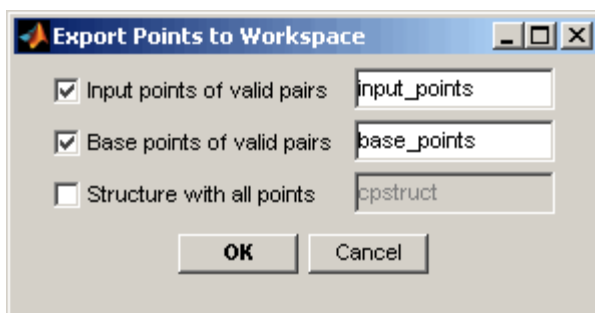 Export Points to Workspace
Input points of valid pairs input_points
Base points of valid pairs base_points
Structure with all points cpstruct
OK Cancel